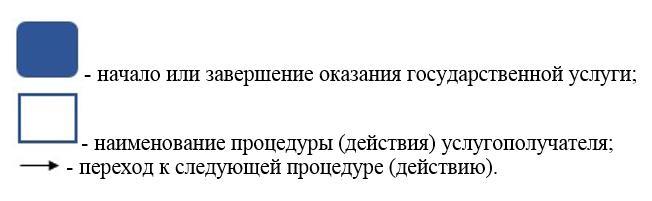 - начало или завершение оказания государственной услуги;
- наименование процедуры (действия) услугополучателя;
- переход к следующей процедуре (действию).